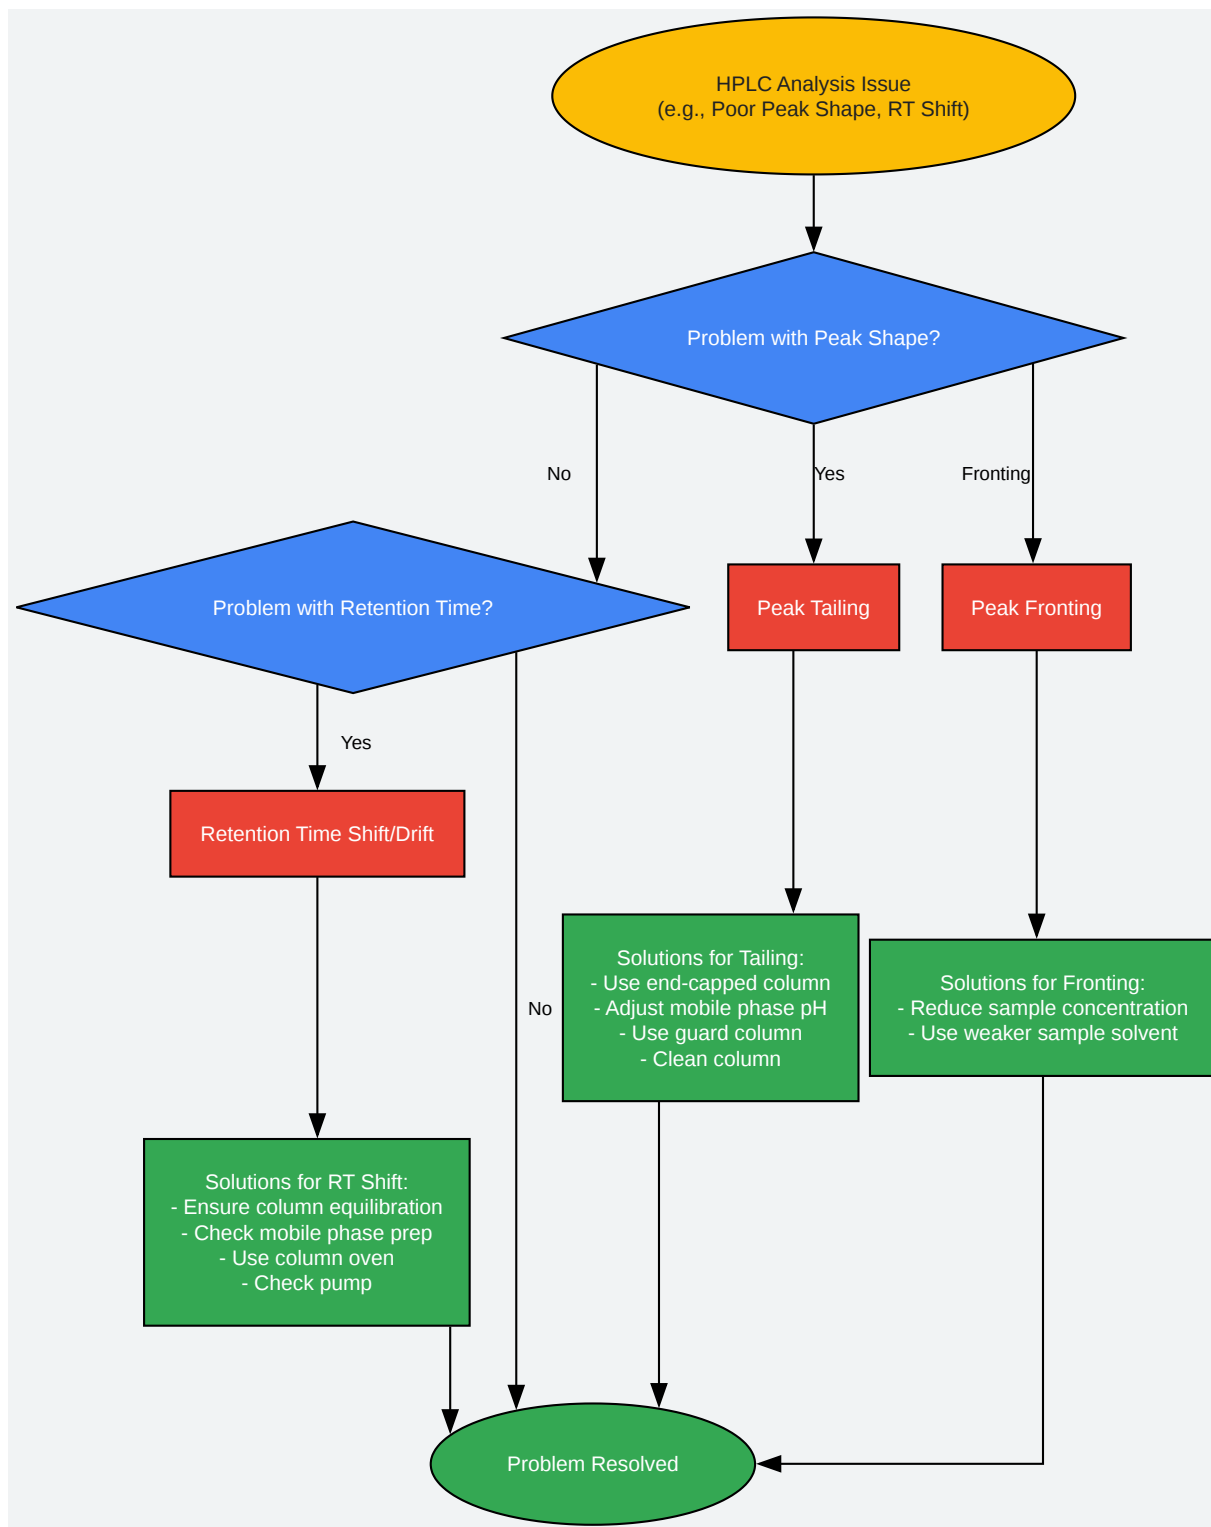 HPLC Analysis Issue
(e.g., Poor Peak Shape, RT Shift)
Problem with Peak Shape?
No
Yes
Fronting
Problem with Retention Time?
Peak Tailing
Peak Fronting
Yes
Retention Time Shift/Drift
Solutions for Tailing:
- Use end-capped column
- Adjust mobile phase pH
- Use guard column
- Clean column
Solutions for Fronting:
- Reduce sample concentration
- Use weaker sample solvent
No
Solutions for RT Shift:
- Ensure column equilibration
- Check mobile phase prep
- Use column oven
- Check pump
Problem Resolved